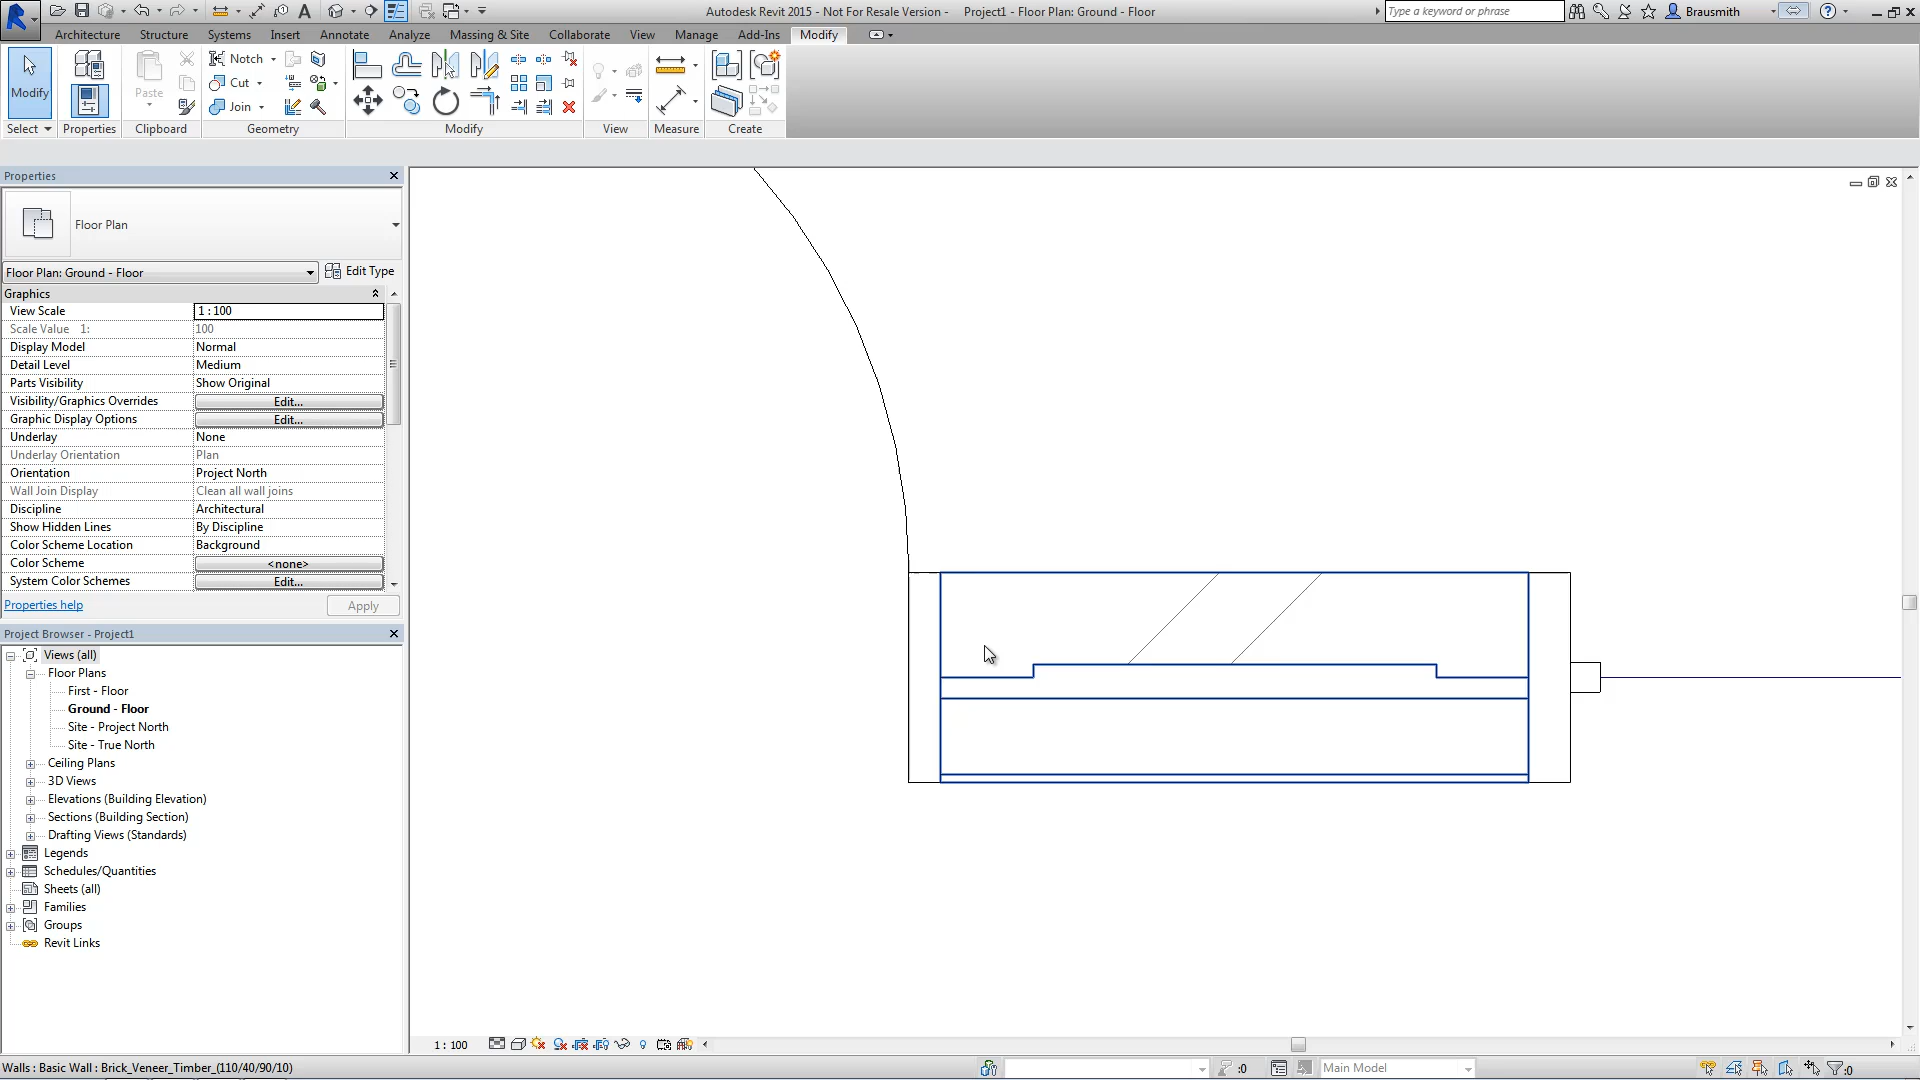 Autodesk Revit 2015 - Not For Resale Version - Project1 - Floor Plan: Ground - Floor
Type a keyword or phrase
Brausmith
Architecture Structure Systems Insert Annotate Analyze Massing & Site Collaborate View Manage Add-Ins Modify
Modify
Paste
Notch
Cut
Join
Select Properties Clipboard Geometry Modify View Measure Create
Properties
Floor Plan
Floor Plan: Ground - Floor Edit Type
Graphics
View Scale 1 : 100
Scale Value 1: 100
Display Model Normal
Detail Level Medium
Parts Visibility Show Original
Visibility/Graphics Overrides Edit...
Graphic Display Options Edit...
Underlay None
Underlay Orientation Plan
Orientation Project North
Wall Join Display Clean all wall joins
Discipline Architectural
Show Hidden Lines By Discipline
Color Scheme Location Background
Color Scheme <none>
System Color Schemes Edit...
Properties help Apply
Project Browser - Project1
Views (all)
Floor Plans
First - Floor
Ground - Floor
Site - Project North
Site - True North
Ceiling Plans
3D Views
Elevations (Building Elevation)
Sections (Building Section)
Drafting Views (Standards)
Legends
Schedules/Quantities
Sheets (all)
Families
Groups
Revit Links
1 : 100
Walls : Basic Wall : Brick_Veneer_Timber_(110/40/90/10)
:0
Main Model
:0